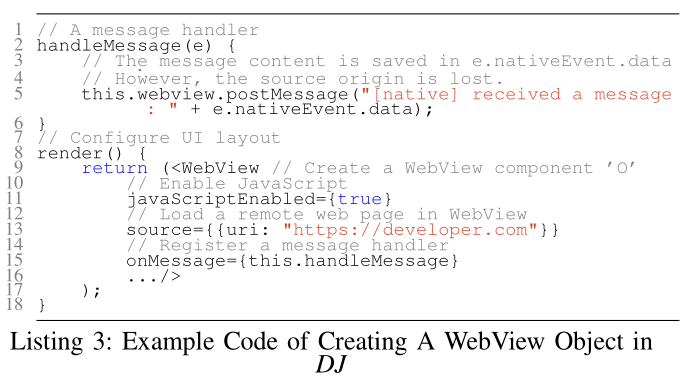 1 // A message handler
2 handleMessage(e) {
3 // The message content is saved in e.nativeEvent.data
4 // However, the source origin is lost.
5 this.webview.postMessage("[native] received a message
: " + e.nativeEvent.data);
6 }
7 // Configure UI layout
8 render() {
9 return (<WebView // Create a WebView component ’O’
10 // Enable JavaScript
11 javaScriptEnabled={true}
12 // Load a remote web page in WebView
13 source={{uri: "https://developer.com"}}
14 // Register a message handler
15 onMessage={this.handleMessage}
16 .../>
17 );
18 }
Listing 3: Example Code of Creating A WebView Object in
DJ